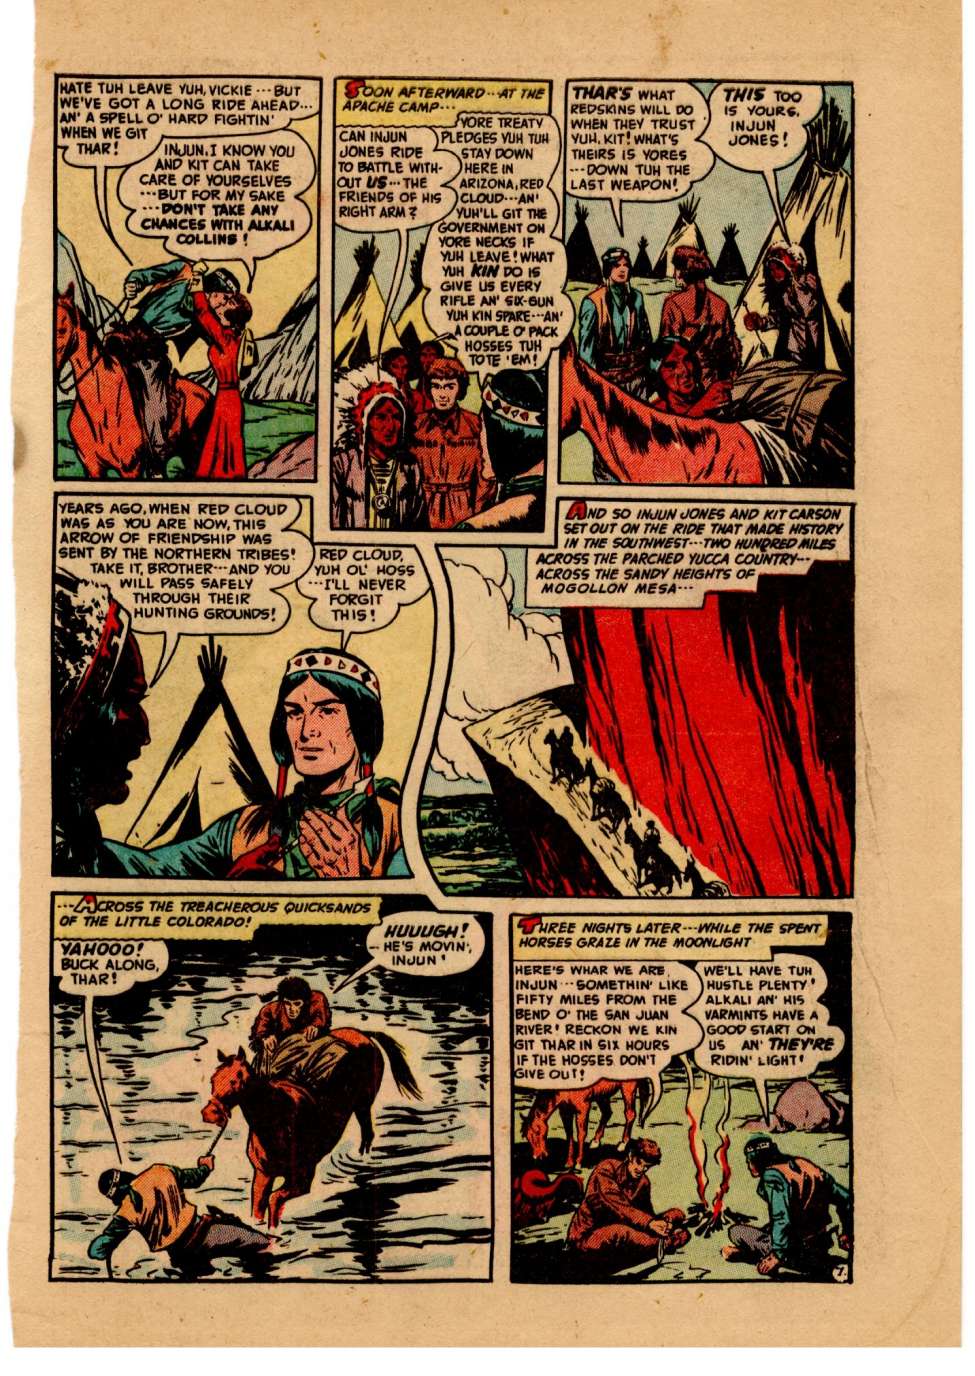 HATE TUH LEAVE YUH, VICKIE---BUT
WE'VE GOT A LONG RIDE AHEAD---
AN' A SPELL O' HARD FIGHTIN'
WHEN WE GIT
THAR!
INJUN, I KNOW YOU
AND KIT CAN TAKE
CARE OF YOURSELVES
---BUT FOR MY SAKE
---DON'T TAKE ANY
CHANCES WITH ALKALI
COLLINS!
SOON AFTERWARD---AT THE
APACHE CAMP---
CAN INJUN
JONES RIDE
TO BATTLE WITH-
OUT US---THE
FRIENDS OF HIS
RIGHT ARM?
YORE TREATY
PLEDGES YUH TUH
STAY DOWN
HERE IN
ARIZONA, RED
CLOUD---AN'
YUH'LL GIT THE
GOVERNMENT ON
YORE NECKS IF
YUH LEAVE! WHAT
YUH KIN DO IS
GIVE US EVERY
RIFLE AN' SIX-GUN
YUH KIN SPARE---AN'
A COUPLE O' PACK
HOSSES TUH
TOTE 'EM!
THAR'S WHAT
REDSKINS WILL DO
WHEN THEY TRUST
YUH, KIT! WHAT'S
THEIRS IS YORES
---DOWN TUH THE
LAST WEAPON!
THIS TOO
IS YOURS,
INJUN
JONES!
YEARS AGO, WHEN RED CLOUD
WAS AS YOU ARE NOW, THIS
ARROW OF FRIENDSHIP WAS
SENT BY THE NORTHERN TRIBES!
TAKE IT, BROTHER---AND YOU
WILL PASS SAFELY
THROUGH THEIR
HUNTING GROUNDS!
RED CLOUD,
YUH OL' HOSS
---I'LL NEVER
FORGIT
THIS!
AND SO INJUN JONES AND KIT CARSON
SET OUT ON THE RIDE THAT MADE HISTORY
IN THE SOUTHWEST---TWO HUNDRED MILES
ACROSS THE PARCHED YUCCA COUNTRY---
ACROSS THE SANDY HEIGHTS OF
MOGOLLON MESA---
---ACROSS THE TREACHEROUS QUICKSANDS
OF THE LITTLE COLORADO!
YAHOOO!
BUCK ALONG,
THAR!
HUUUGH!
-- HE'S MOVIN',
INJUN!
THREE NIGHTS LATER---WHILE THE SPENT
HORSES GRAZE IN THE MOONLIGHT
HERE'S WHAR WE ARE,
INJUN---SOMETHIN' LIKE
FIFTY MILES FROM THE
BEND O' THE SAN JUAN
RIVER! RECKON WE KIN
GIT THAR IN SIX HOURS
IF THE HOSSES DON'T
GIVE OUT!
WE'LL HAVE TUH
HUSTLE PLENTY!
ALKALI AN' HIS
VARMINTS HAVE A
GOOD START ON
US AN' THEY'RE
RIDIN' LIGHT!
7.